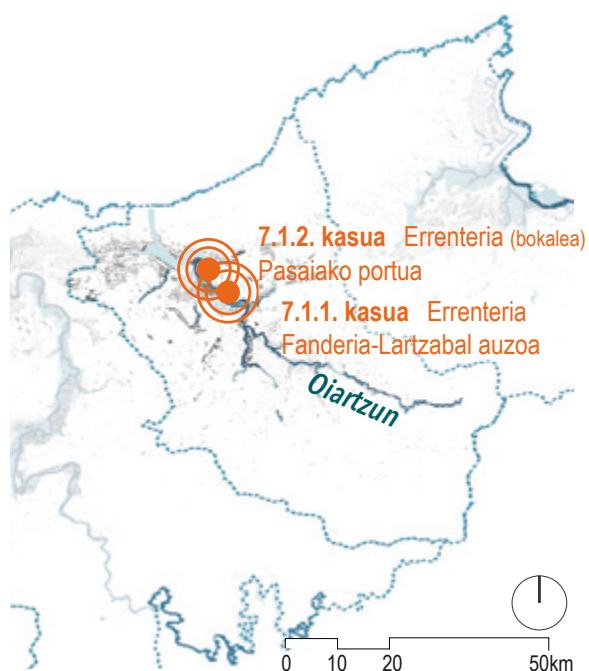 7.1.2. kasua Errenteria (bokalea)
Pasaiako portua
7.1.1. kasua Errenteria
Fanderia-Lartzabal auzoa
Oiartzun
0 10 20 50km